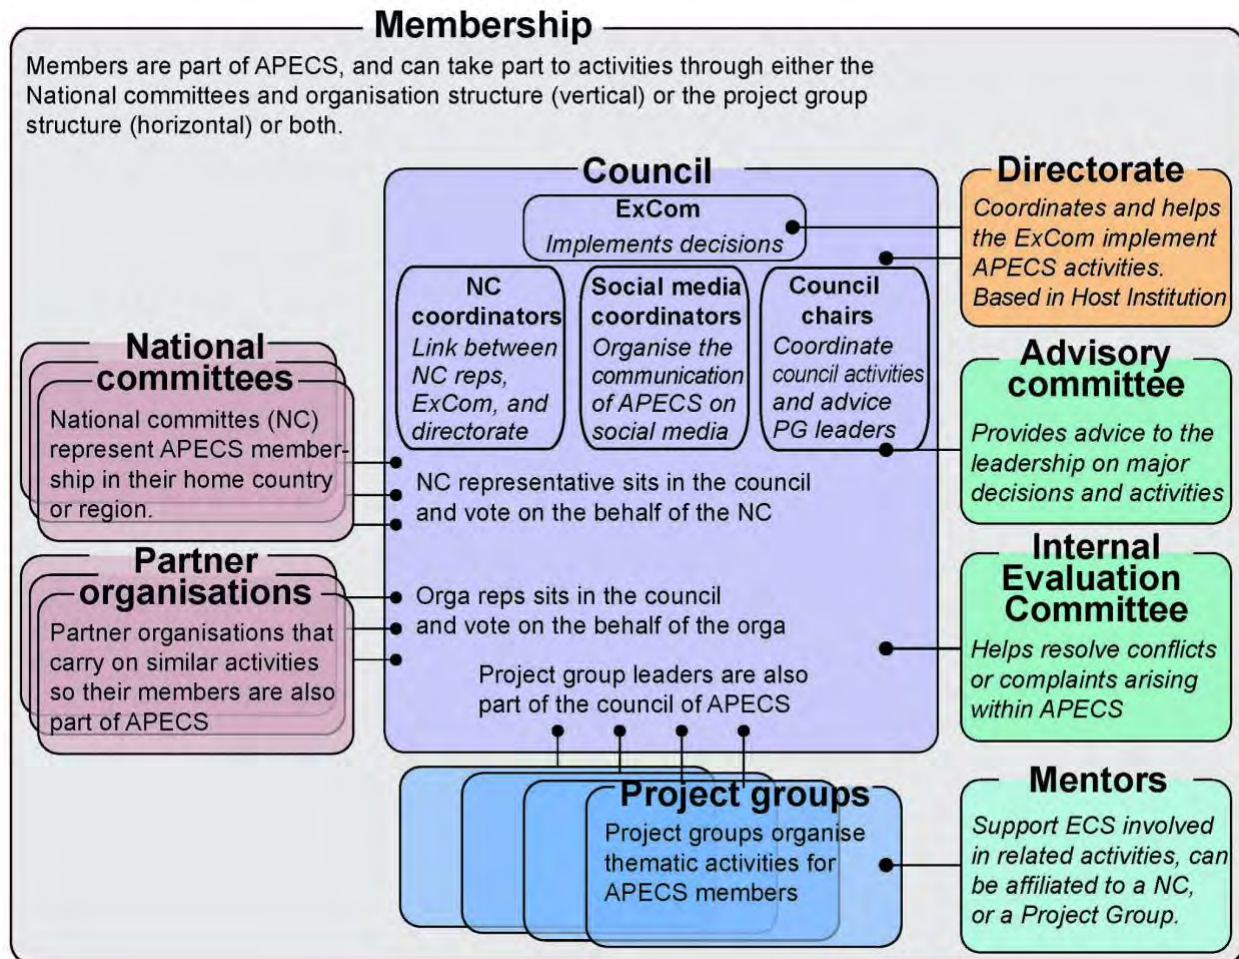 Membership
Members are part of APECS, and can take part to activities through either the
National committees and organisation structure (vertical) or the project group
structure (horizontal) or both.
Council
ExCom
Implements decisions
NC
coordinators
Link between
NC reps,
ExCom, and
directorate
Social media
coordinators
Organise the
communication
of APECS on
social media
Council
chairs
Coordinate
council activities
and advice
PG leaders
NC representative sits in the council
and vote on the behalf of the NC
Orga reps sits in the council
and vote on the behalf of the orga
Project group leaders are also
part of the council of APECS
National
committees
National committes (NC)
represent APECS member-
ship in their home country
or region.
Partner
organisations
Partner organisations that
carry on similar activities
so their members are also
part of APECS
Project groups
Project groups organise
thematic activities for
APECS members
Directorate
Coordinates and helps
the ExCom implement
APECS activities.
Based in Host Institution
Advisory
committee
Provides advice to the
leadership on major
decisions and activities
Internal
Evaluation
Committee
Helps resolve conflicts
or complaints arising
within APECS
Mentors
Support ECS involved
in related activities, can
be affiliated to a NC,
or a Project Group.